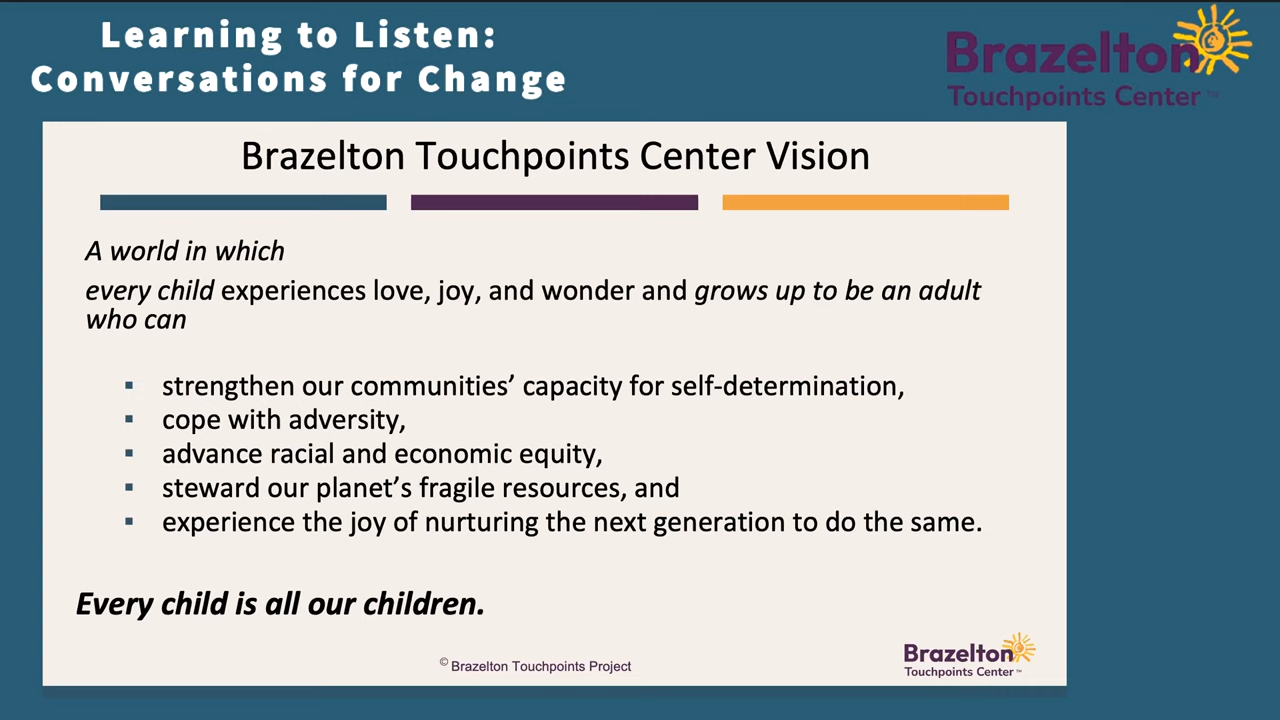 Learning to Listen:
Conversations for Change
Brazelton
Touchpoints Center™
Brazelton Touchpoints Center Vision
A world in which
every child experiences love, joy, and wonder and grows up to be an adult
who can
▪ strengthen our communities’ capacity for self-determination,
▪ cope with adversity,
▪ advance racial and economic equity,
▪ steward our planet’s fragile resources, and
▪ experience the joy of nurturing the next generation to do the same.
Every child is all our children.
© Brazelton Touchpoints Project
Brazelton
Touchpoints Center™